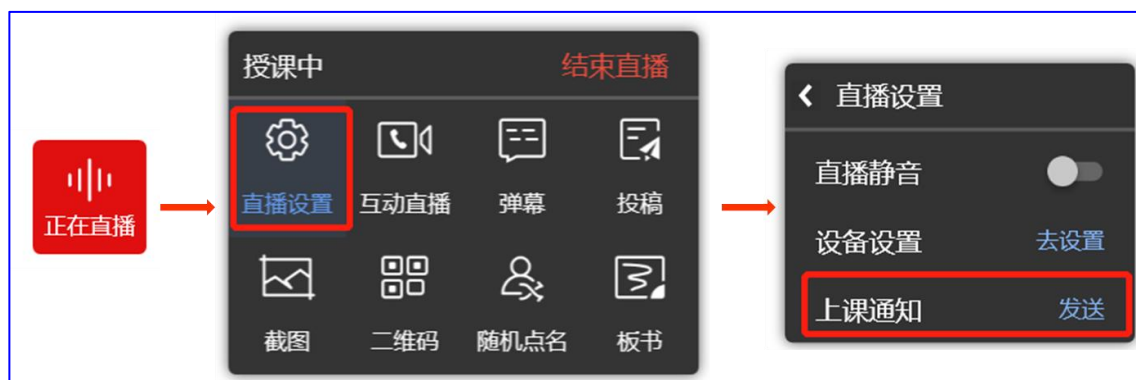 正在直播
授课中 结束直播
直播设置 互动直播 弹幕 投稿
截图 二维码 随机点名 板书
直播设置
直播静音
设备设置 去设置
上课通知 发送